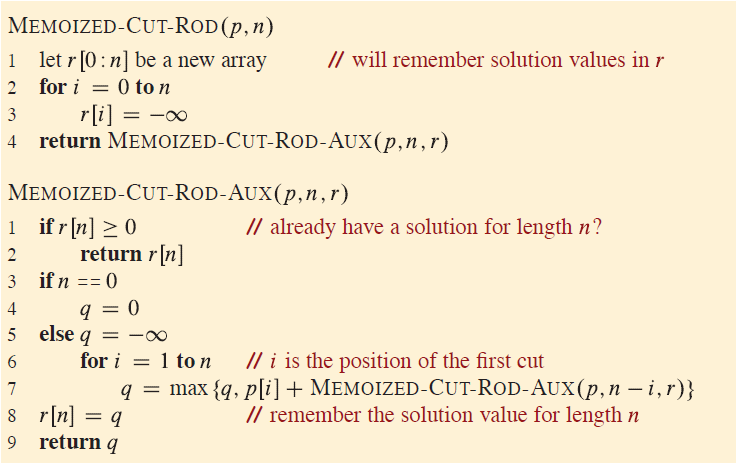 MEMOIZED-CUT-ROD(p, n)
1 let r[0:n] be a new array // will remember solution values in r
2 for i = 0 to n
3 r[i] = −∞
4 return MEMOIZED-CUT-ROD-AUX(p, n, r)
MEMOIZED-CUT-ROD-AUX(p, n, r)
1 if r[n] ≥ 0 // already have a solution for length n?
2 return r[n]
3 if n == 0
4 q = 0
5 else q = −∞
6 for i = 1 to n // i is the position of the first cut
7 q = max {q, p[i] + MEMOIZED-CUT-ROD-AUX(p, n − i, r)}
8 r[n] = q // remember the solution value for length n
9 return q